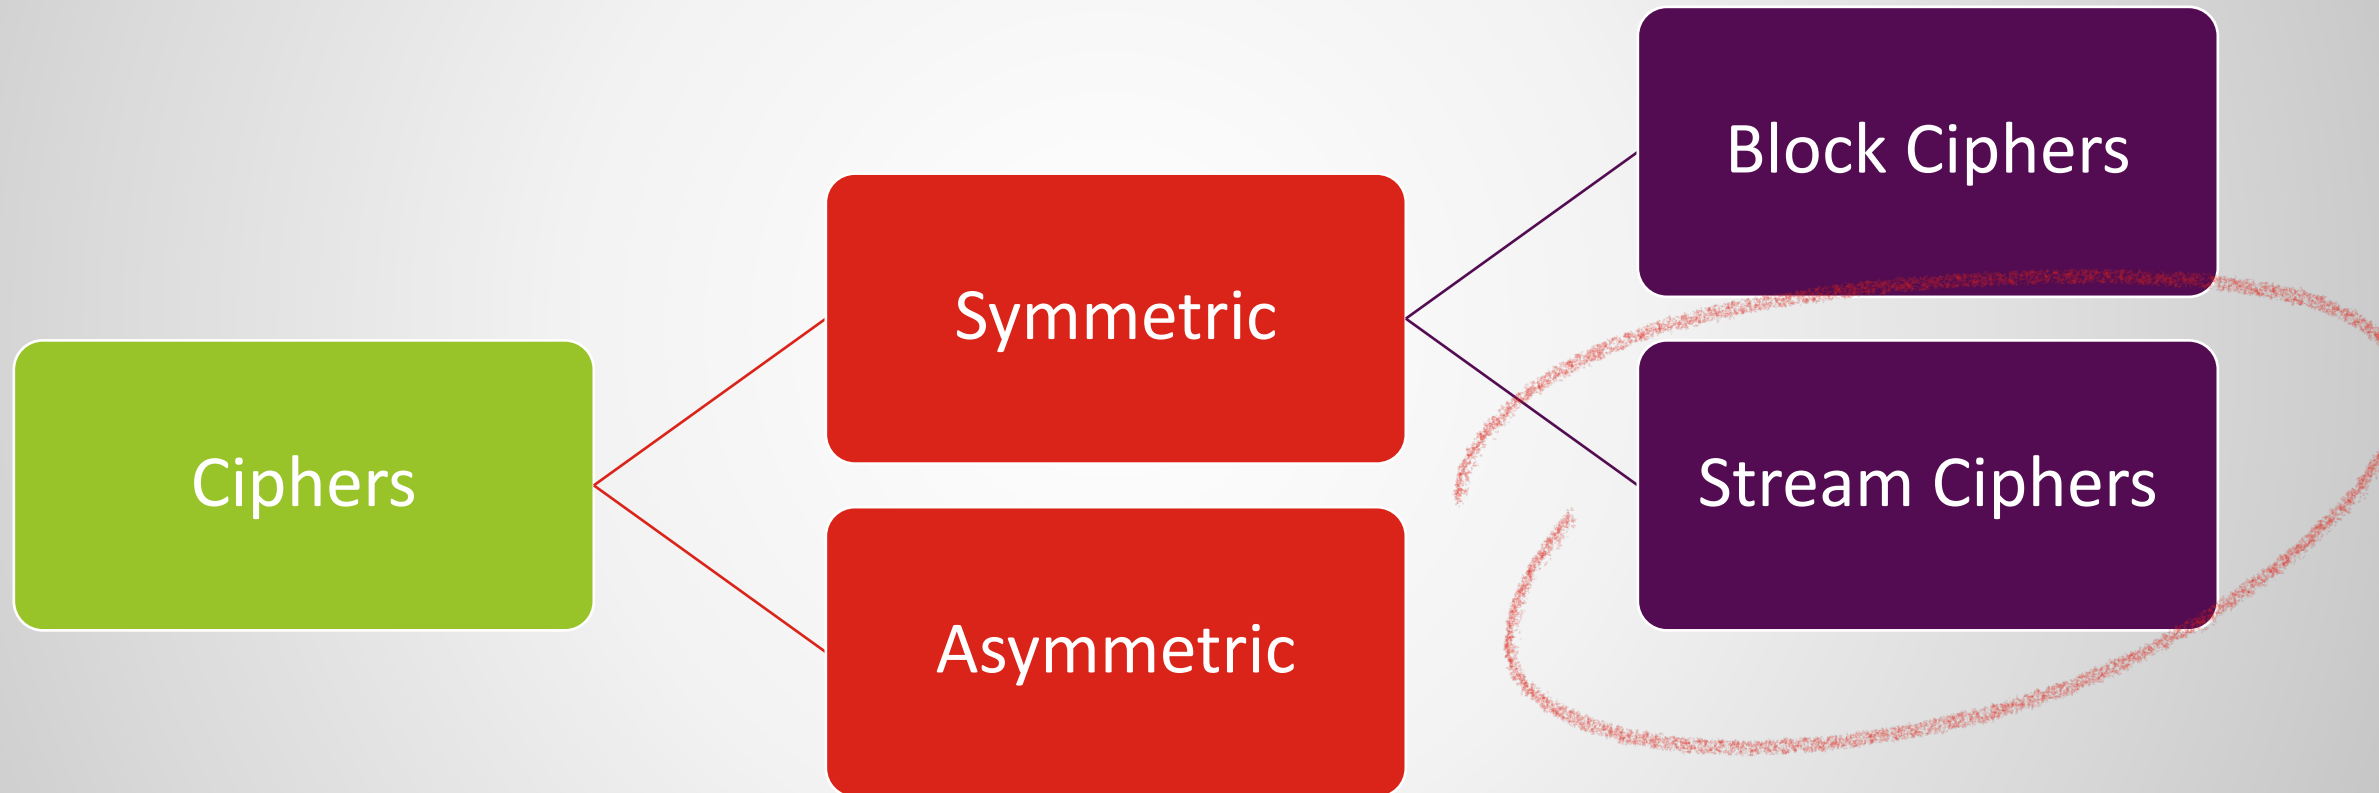 Ciphers
Symmetric
Asymmetric
Block Ciphers
Stream Ciphers